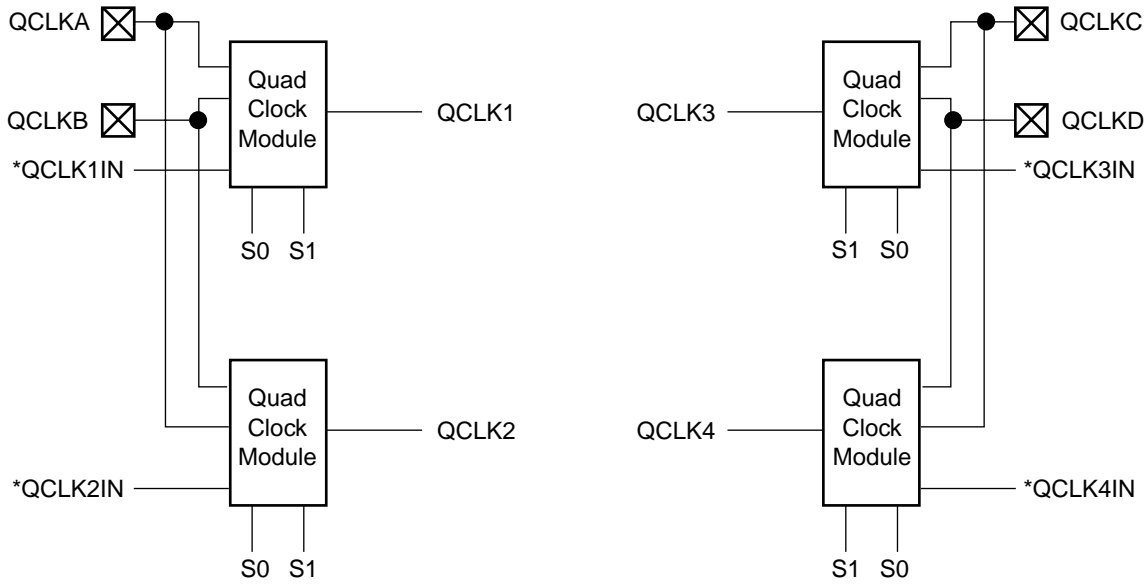 QCLKA
QCLKB
*QCLK1IN
Quad
Clock
Module
QCLK1
S0 S1
QCLK3
Quad
Clock
Module
QCLKC
QCLKD
*QCLK3IN
S1 S0
*QCLK2IN
Quad
Clock
Module
QCLK2
S0 S1
QCLK4
Quad
Clock
Module
*QCLK4IN
S1 S0